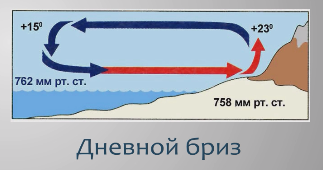 +15⁰ +23⁰
762 мм рт. ст.
758 мм рт. ст.
Дневной бриз